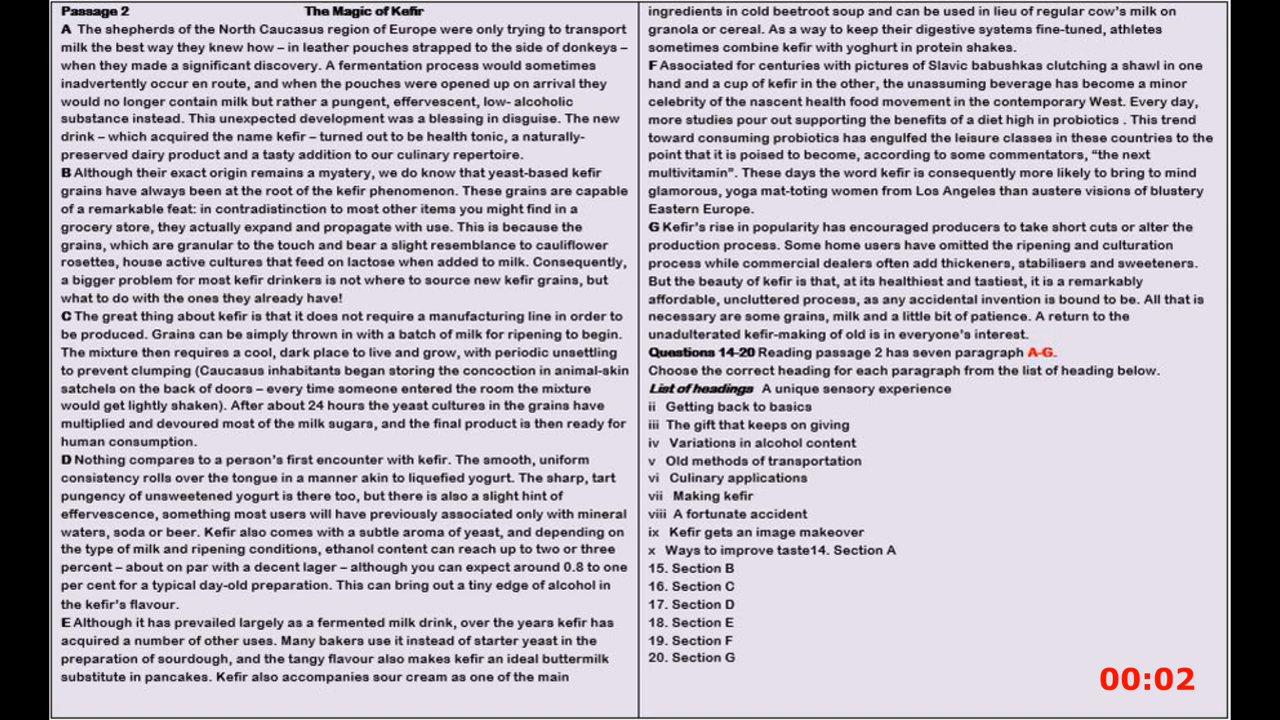 Passage 2 The Magic of Kefir
A The shepherds of the North Caucasus region of Europe were only trying to transport
milk the best way they knew how – in leather pouches strapped to the side of donkeys –
when they made a significant discovery. A fermentation process would sometimes
inadvertently occur en route, and when the pouches were opened up on arrival they
would no longer contain milk but rather a pungent, effervescent, low- alcoholic
substance instead. This unexpected development was a blessing in disguise. The new
drink – which acquired the name kefir – turned out to be health tonic, a naturally-
preserved dairy product and a tasty addition to our culinary repertoire.
B Although their exact origin remains a mystery, we do know that yeast-based kefir
grains have always been at the root of the kefir phenomenon. These grains are capable
of a remarkable feat: in contradistinction to most other items you might find in a
grocery store, they actually expand and propagate with use. This is because the
grains, which are granular to the touch and bear a slight resemblance to cauliflower
rosettes, house active cultures that feed on lactose when added to milk. Consequently,
a bigger problem for most kefir drinkers is not where to source new kefir grains, but
what to do with the ones they already have!
C The great thing about kefir is that it does not require a manufacturing line in order to
be produced. Grains can be simply thrown in with a batch of milk for ripening to begin.
The mixture then requires a cool, dark place to live and grow, with periodic unsettling
to prevent clumping (Caucasus inhabitants began storing the concoction in animal-skin
satchels on the back of doors – every time someone entered the room the mixture
would get lightly shaken). After about 24 hours the yeast cultures in the grains have
multiplied and devoured most of the milk sugars, and the final product is then ready for
human consumption.
D Nothing compares to a person's first encounter with kefir. The smooth, uniform
consistency rolls over the tongue in a manner akin to liquefied yogurt. The sharp, tart
pungency of unsweetened yogurt is there too, but there is also a slight hint of
effervescence, something most users will have previously associated only with mineral
waters, soda or beer. Kefir also comes with a subtle aroma of yeast, and depending on
the type of milk and ripening conditions, ethanol content can reach up to two or three
percent – about on par with a decent lager – although you can expect around 0.8 to one
per cent for a typical day-old preparation. This can bring out a tiny edge of alcohol in
the kefir's flavour.
E Although it has prevailed largely as a fermented milk drink, over the years kefir has
acquired a number of other uses. Many bakers use it instead of starter yeast in the
preparation of sourdough, and the tangy flavour also makes kefir an ideal buttermilk
substitute in pancakes. Kefir also accompanies sour cream as one of the main
ingredients in cold beetroot soup and can be used in lieu of regular cow's milk on
granola or cereal. As a way to keep their digestive systems fine-tuned, athletes
sometimes combine kefir with yoghurt in protein shakes.
F Associated for centuries with pictures of Slavic babushkas clutching a shawl in one
hand and a cup of kefir in the other, the unassuming beverage has become a minor
celebrity of the nascent health food movement in the contemporary West. Every day,
more studies pour out supporting the benefits of a diet high in probiotics . This trend
toward consuming probiotics has engulfed the leisure classes in these countries to the
point that it is poised to become, according to some commentators, "the next
multivitamin". These days the word kefir is consequently more likely to bring to mind
glamorous, yoga mat-toting women from Los Angeles than austere visions of blustery
Eastern Europe.
G Kefir's rise in popularity has encouraged producers to take short cuts or alter the
production process. Some home users have omitted the ripening and culturation
process while commercial dealers often add thickeners, stabilisers and sweeteners.
But the beauty of kefir is that, at its healthiest and tastiest, it is a remarkably
affordable, uncluttered process, as any accidental invention is bound to be. All that is
necessary are some grains, milk and a little bit of patience. A return to the
unadulterated kefir-making of old is in everyone's interest.
Questions 14-20 Reading passage 2 has seven paragraph A-G.
Choose the correct heading for each paragraph from the list of heading below.
List of headings A unique sensory experience
ii Getting back to basics
iii The gift that keeps on giving
iv Variations in alcohol content
v Old methods of transportation
vi Culinary applications
vii Making kefir
viii A fortunate accident
ix Kefir gets an image makeover
x Ways to improve taste14. Section A
15. Section B
16. Section C
17. Section D
18. Section E
19. Section F
20. Section G
00:02